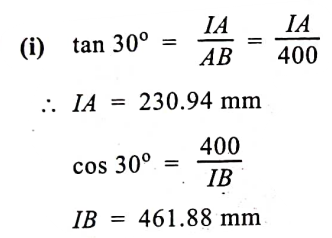 (i) tan 30° = IA/AB = IA/400
∴ IA = 230.94 mm
cos 30° = 400/IB
IB = 461.88 mm